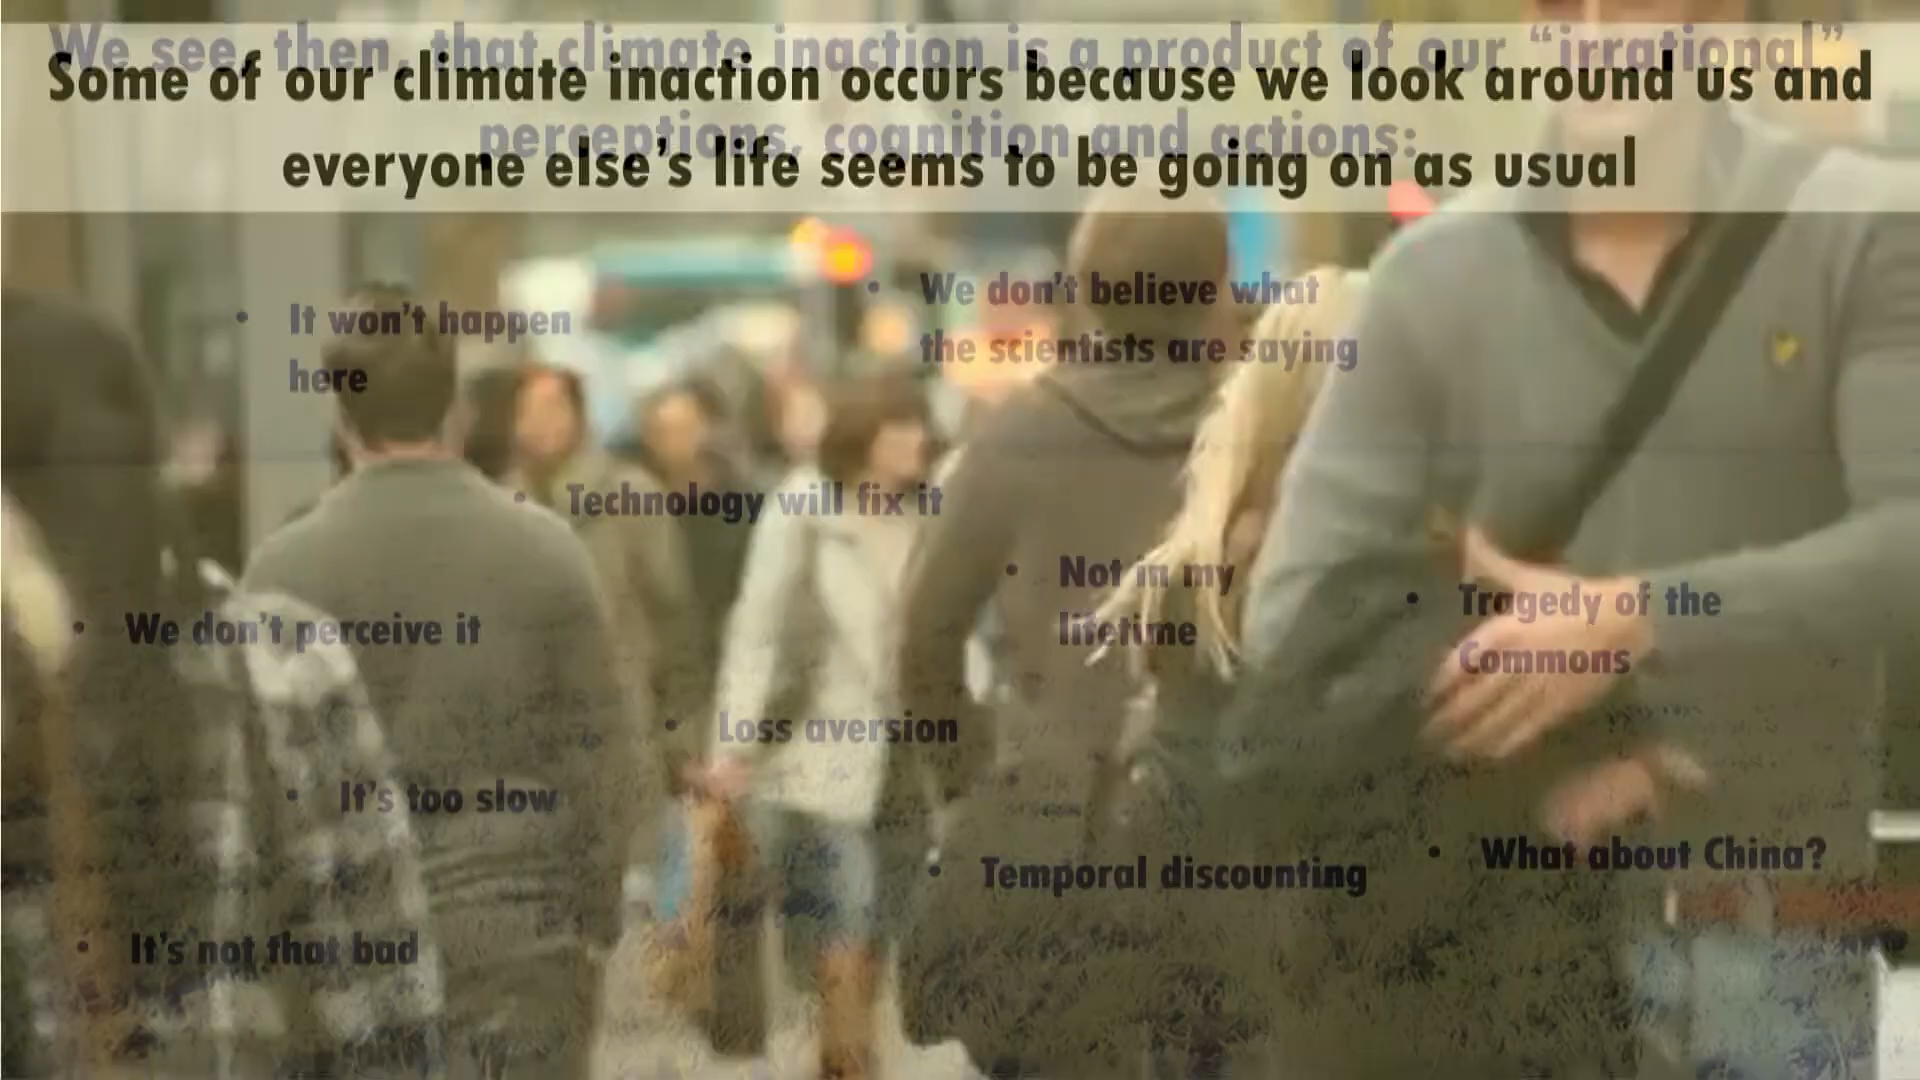 We see, then, that climate inaction is a product of our “irrational”
perceptions, cognition and actions:
Some of our climate inaction occurs because we look around us and
everyone else’s life seems to be going on as usual
• It won’t happen
here
• We don’t believe what
the scientists are saying
• Technology will fix it
• Not in my
lifetime
• Tragedy of the
Commons
• We don’t perceive it
• Loss aversion
• It’s too slow
• Temporal discounting
• What about China?
• It’s not that bad